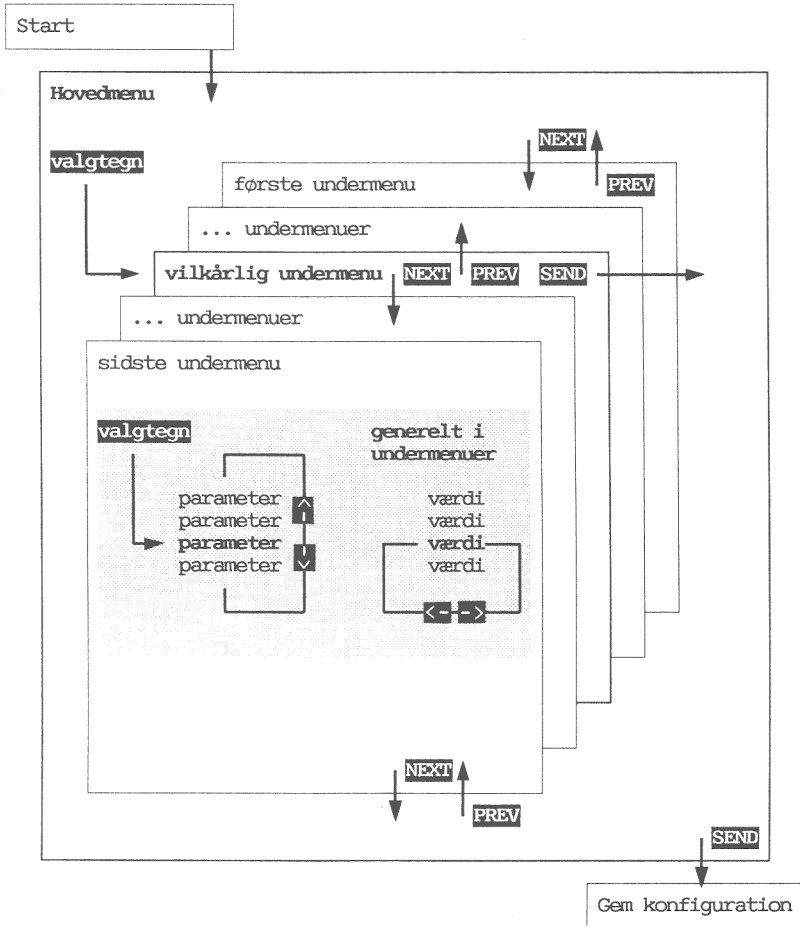 Start
Hovedmenu
NEXT
valgtegn
første undermenu
PREV
... undermenuer
vilkårlig undermenu NEXT PREV SEND
... undermenuer
sidste undermenu
valgtegn
generelt i
undermenuer
parameter
parameter
parameter
parameter
^
v
værdi
værdi
værdi
værdi
<- ->
NEXT
PREV
SEND
Gem konfiguration